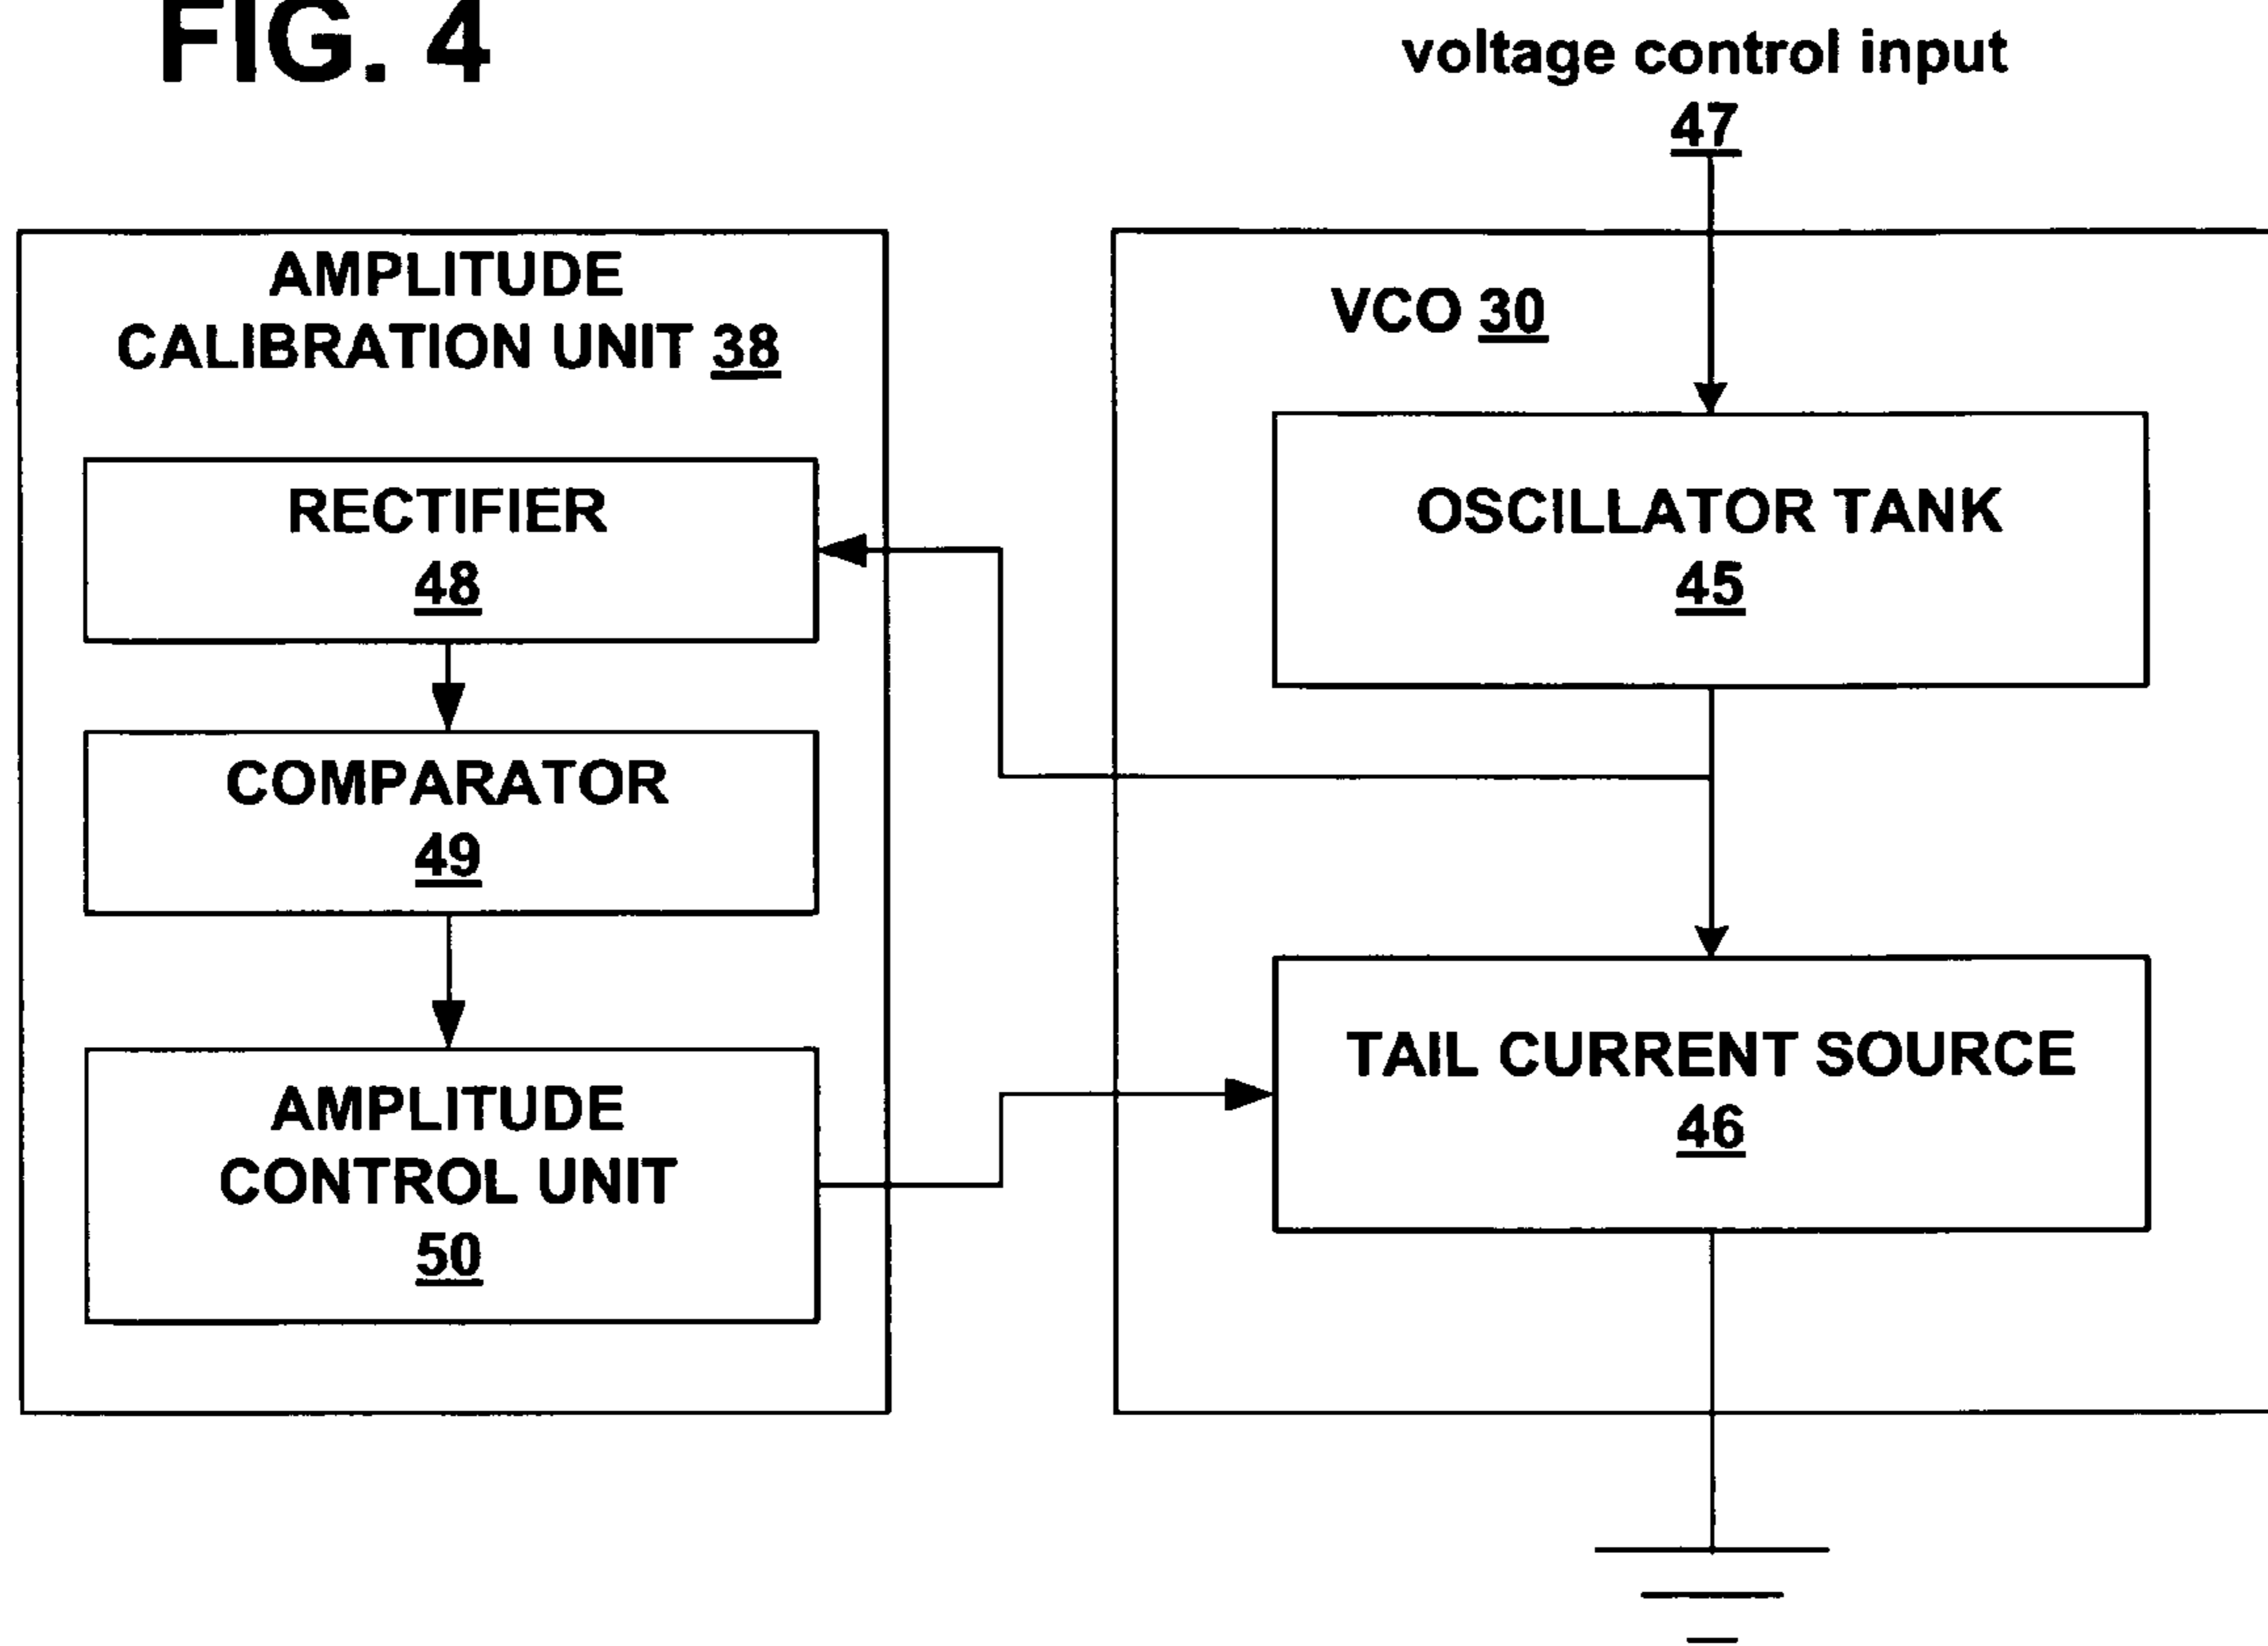 FIG. 4
voltage control input
47
AMPLITUDE
CALIBRATION UNIT 38
RECTIFIER
48
COMPARATOR
49
AMPLITUDE
CONTROL UNIT
50
VCO 30
OSCILLATOR TANK
45
TAIL CURRENT SOURCE
46